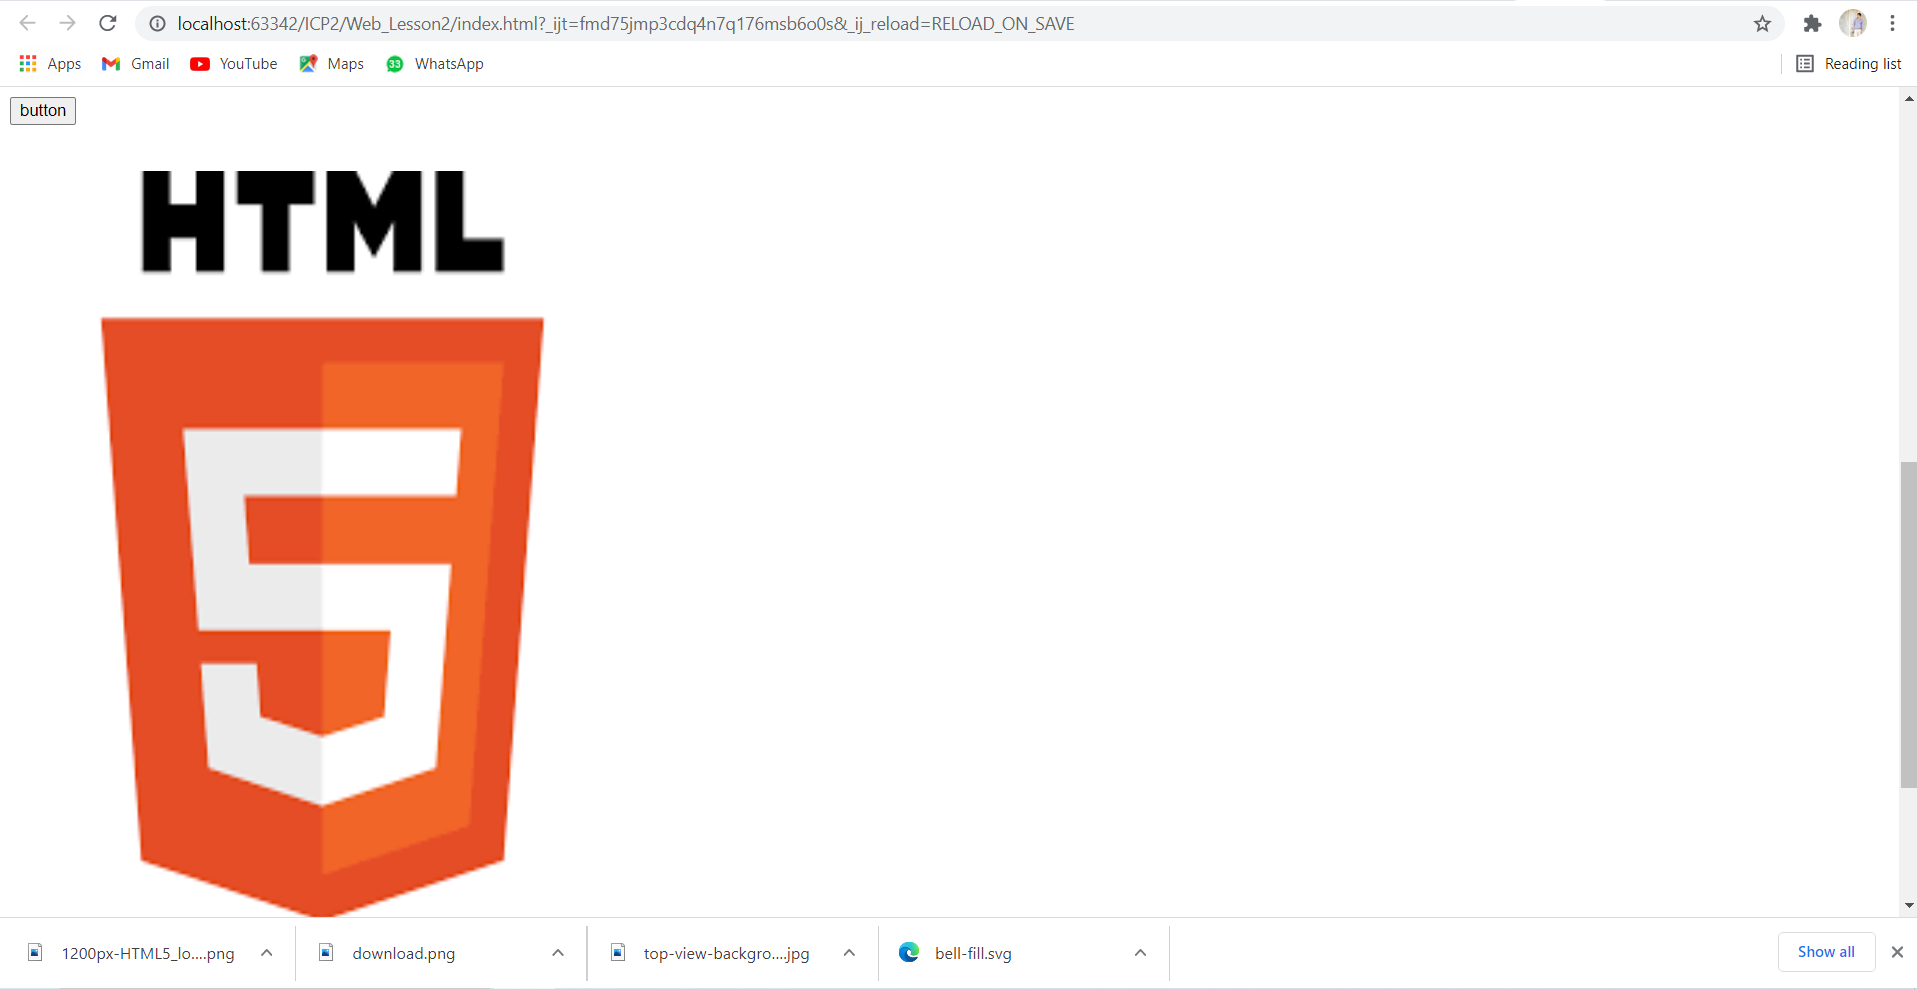 localhost:63342/ICP2/Web_Lesson2/index.html?_ijt=fmd75jmp3cdq4n7q176msb6o0s&_ij_reload=RELOAD_ON_SAVE
Apps Gmail YouTube 33 WhatsApp Maps Reading list
button
HTML
5
1200px-HTML5_lo....png download.png top-view-backgro....jpg bell-fill.svg Show all